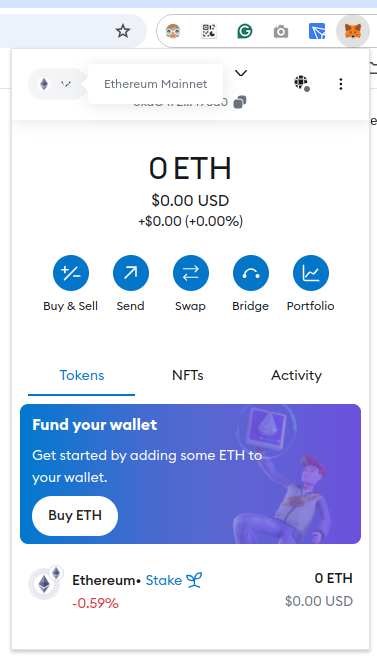 Ethereum Mainnet
0 ETH
$0.00 USD
+$0.00 (+0.00%)
Buy & Sell Send Swap Bridge Portfolio
Tokens NFTs Activity
Fund your wallet
Get started by adding some ETH to
your wallet.
Buy ETH
Ethereum• Stake 0 ETH
-0.59% $0.00 USD